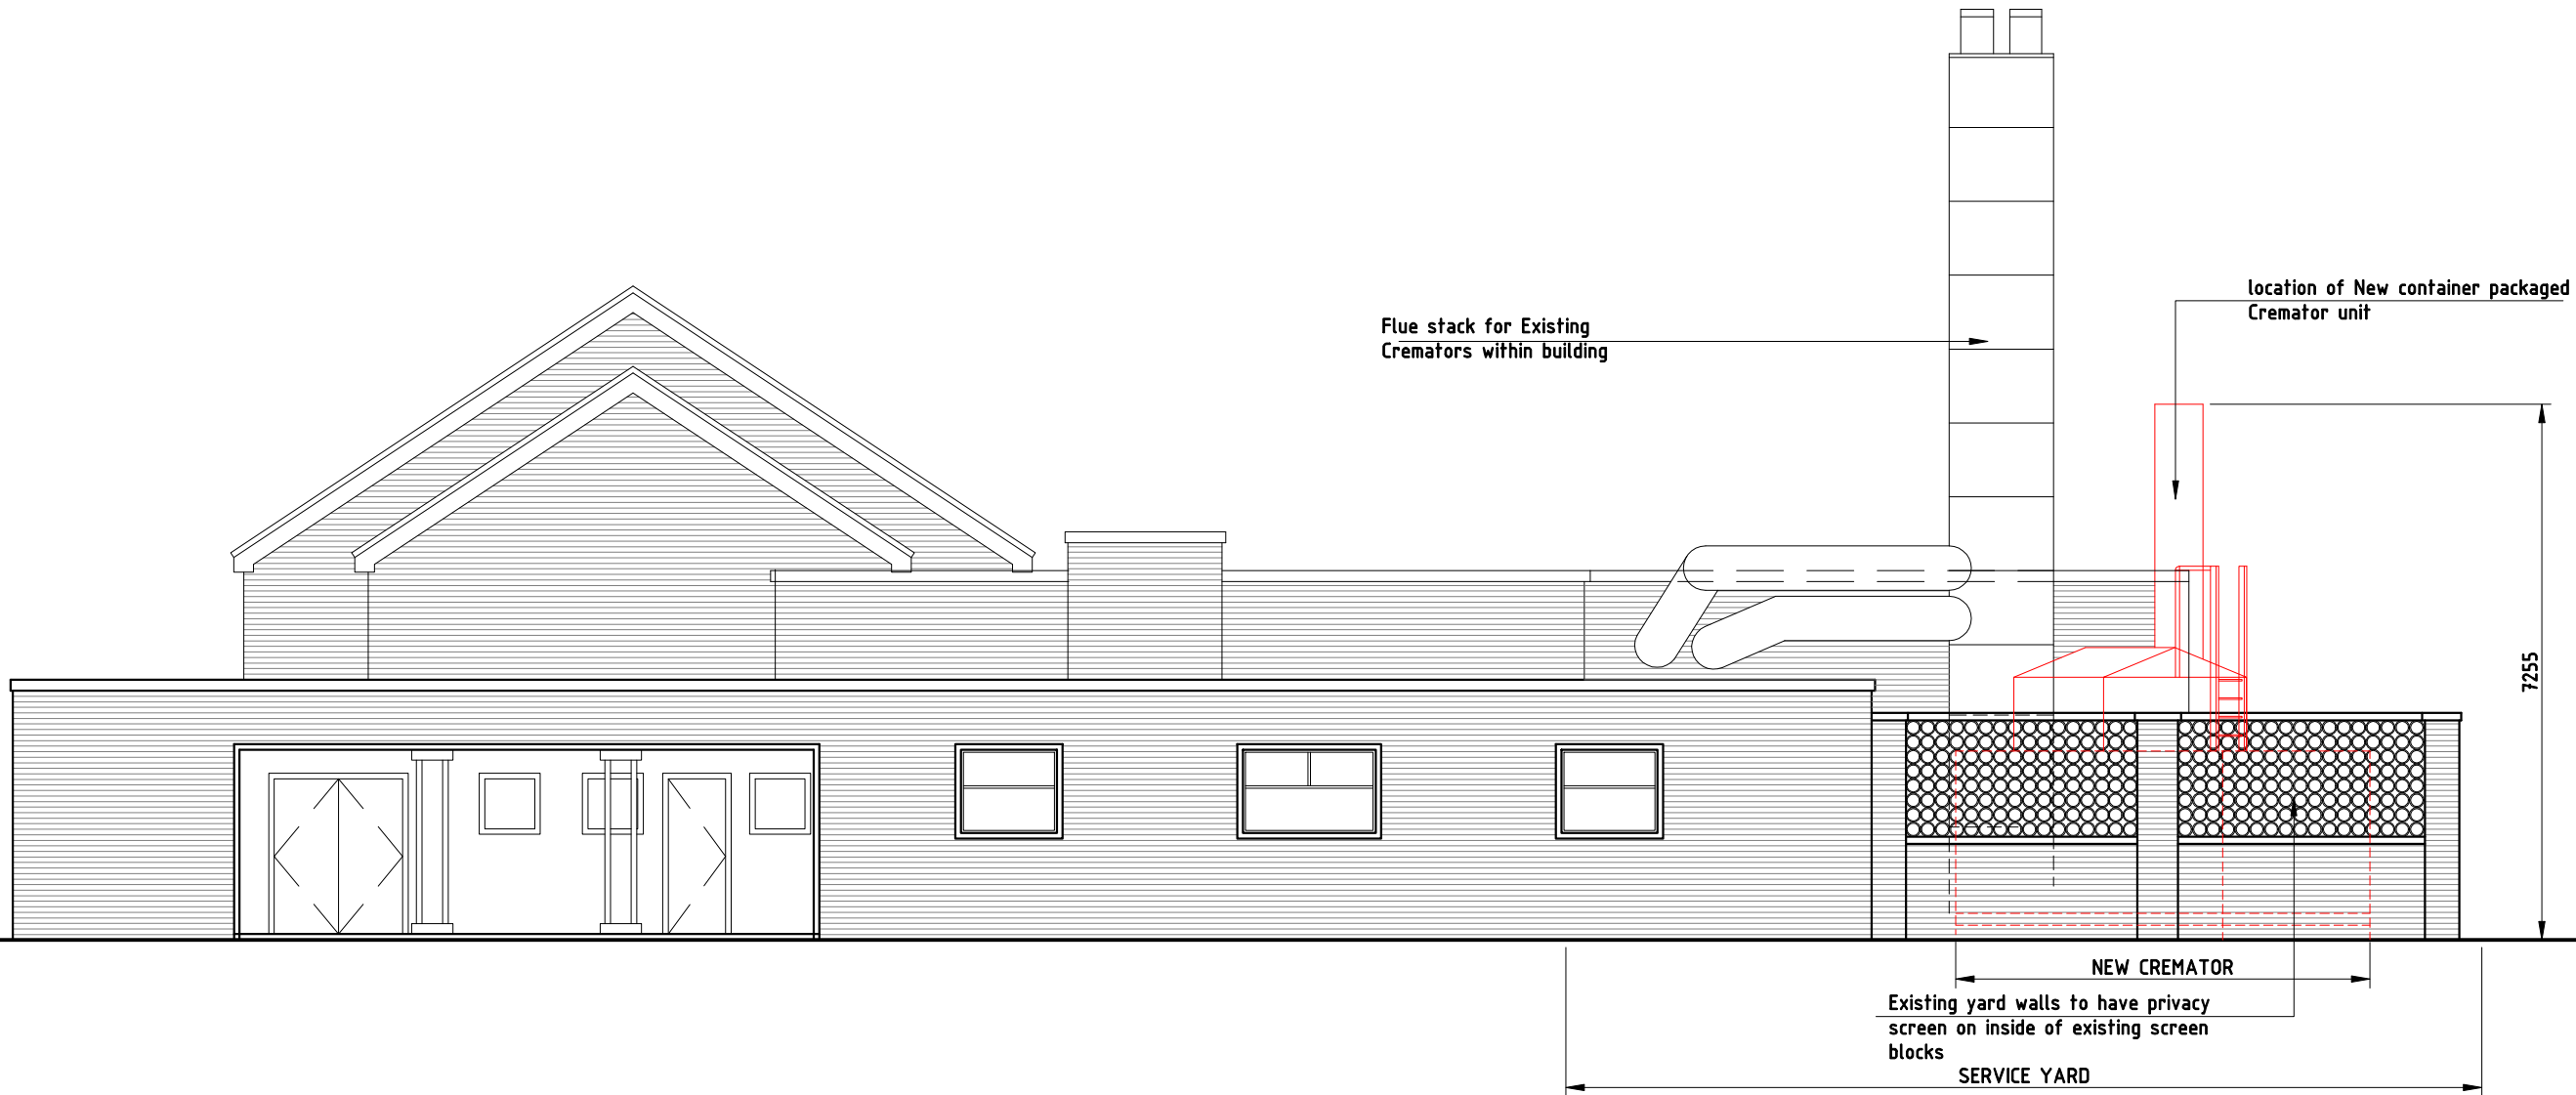 location of New container packaged
Cremator unit
Flue stack for Existing
Cremators within building
7255
NEW CREMATOR
Existing yard walls to have privacy
screen on inside of existing screen
blocks
SERVICE YARD